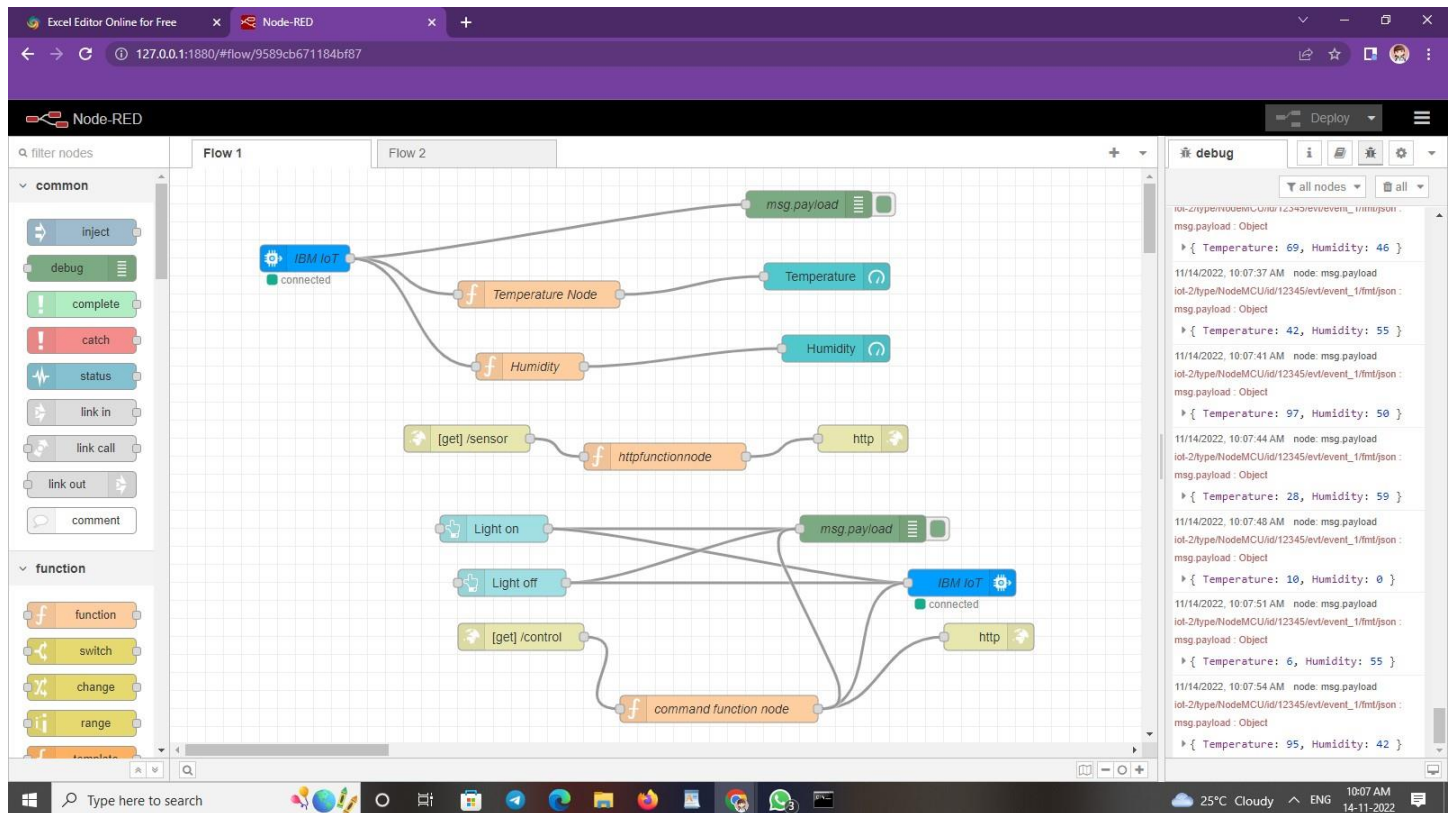 Excel Editor Online for Free
Node-RED
127.0.0.1:1880/#flow/9589cb671184bf87
Node-RED
Deploy
filter nodes
Flow 1
Flow 2
debug
all nodes
all
common
inject
debug
complete
catch
status
link in
link call
link out
comment
function
function
switch
change
range
template
msg.payload
IBM IoT
connected
Temperature Node
Temperature
Humidity
Humidity
[get] /sensor
httpfunctionnode
http
Light on
msg.payload
Light off
IBM IoT
connected
[get] /control
http
command function node
iot-2/type/NodeMCU/id/12345/evt/event_1/fmt/json :
msg.payload : Object
{ Temperature: 69, Humidity: 46 }
11/14/2022, 10:07:37 AM node: msg.payload
iot-2/type/NodeMCU/id/12345/evt/event_1/fmt/json :
msg.payload : Object
{ Temperature: 42, Humidity: 55 }
11/14/2022, 10:07:41 AM node: msg.payload
iot-2/type/NodeMCU/id/12345/evt/event_1/fmt/json :
msg.payload : Object
{ Temperature: 97, Humidity: 50 }
11/14/2022, 10:07:44 AM node: msg.payload
iot-2/type/NodeMCU/id/12345/evt/event_1/fmt/json :
msg.payload : Object
{ Temperature: 28, Humidity: 59 }
11/14/2022, 10:07:48 AM node: msg.payload
iot-2/type/NodeMCU/id/12345/evt/event_1/fmt/json :
msg.payload : Object
{ Temperature: 10, Humidity: 0 }
11/14/2022, 10:07:51 AM node: msg.payload
iot-2/type/NodeMCU/id/12345/evt/event_1/fmt/json :
msg.payload : Object
{ Temperature: 6, Humidity: 55 }
11/14/2022, 10:07:54 AM node: msg.payload
iot-2/type/NodeMCU/id/12345/evt/event_1/fmt/json :
msg.payload : Object
{ Temperature: 95, Humidity: 42 }
Type here to search
3
25°C Cloudy
ENG
10:07 AM
14-11-2022